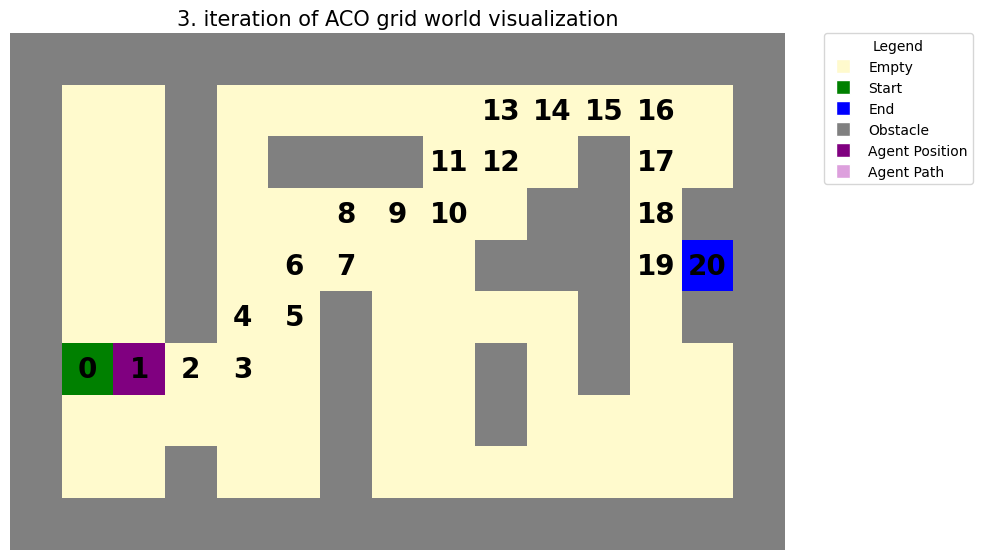 3. iteration of ACO grid world visualization
13 14 15 16
11 12 17
8 9 10 18
6 7 19 20
4 5
0 1 2 3
Legend
Empty
Start
End
Obstacle
Agent Position
Agent Path